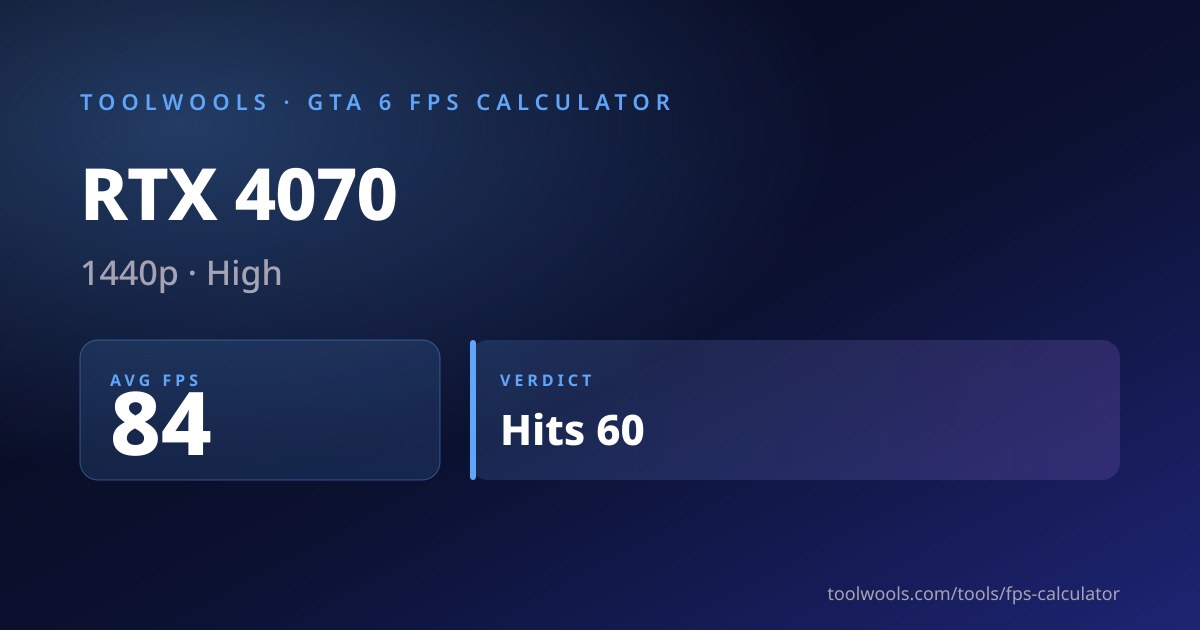 TOOLWOOLS · GTA 6 FPS CALCULATOR
RTX 4070
1440p · High
AVG FPS
84
VERDICT
Hits 60
toolwools.com/tools/fps-calculator